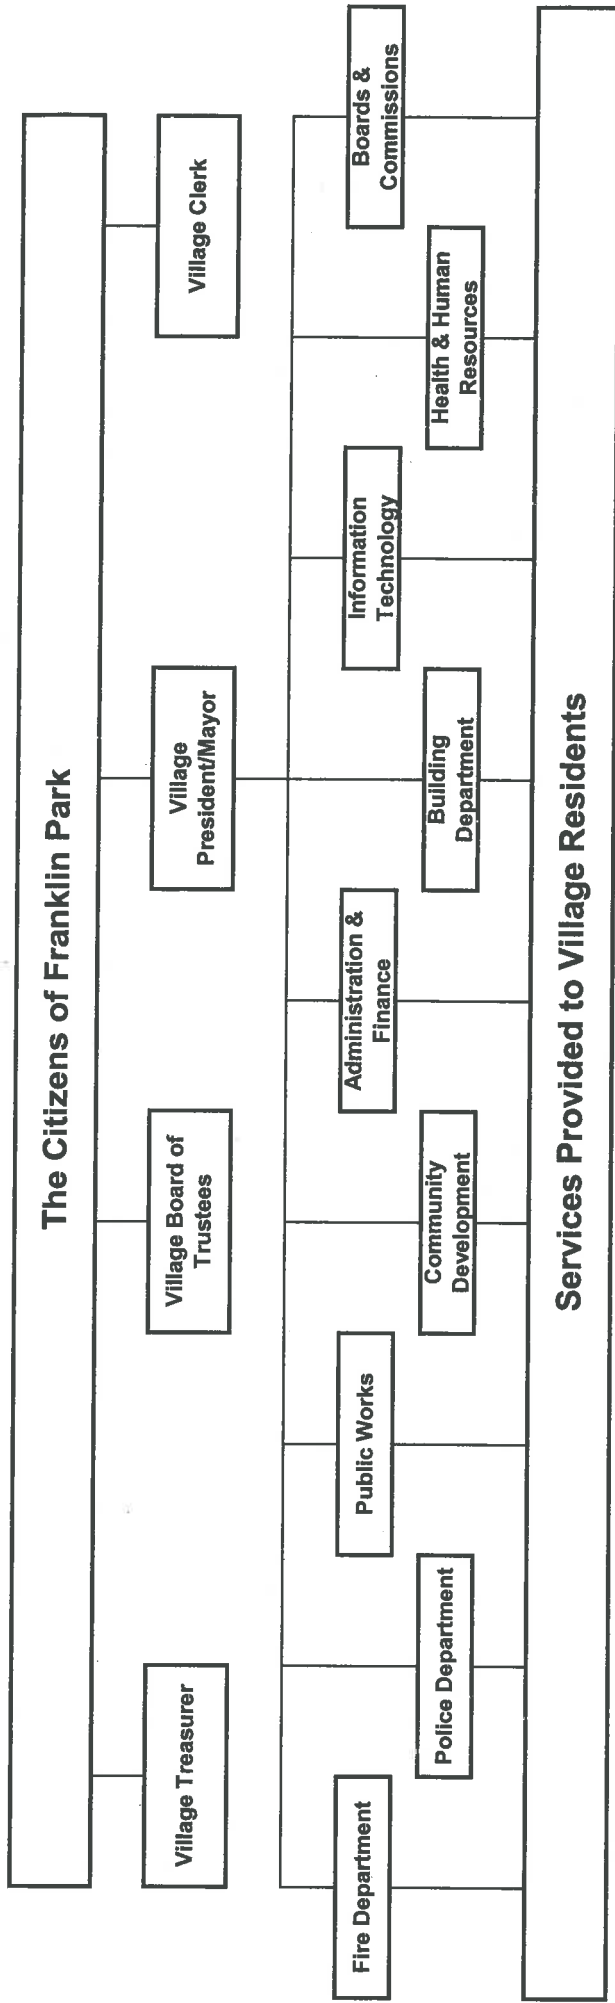 The Citizens of Franklin Park
Village Treasurer
Village Board of
Trustees
Village
President/Mayor
Village Clerk
Fire Department
Police Department
Public Works
Community
Development
Administration &
Finance
Building
Department
Information
Technology
Health & Human
Resources
Boards &
Commissions
Services Provided to Village Residents